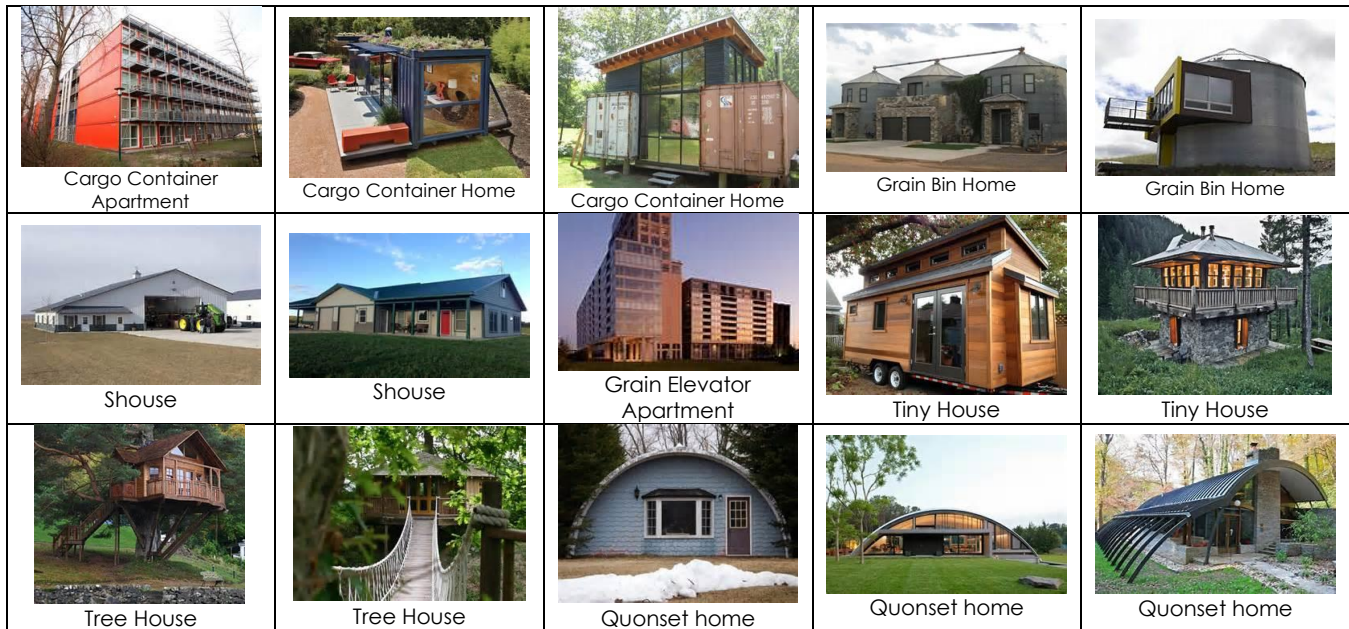 Cargo Container
Apartment
Cargo Container Home
Cargo Container Home
Grain Bin Home
Grain Bin Home
Shouse
Shouse
Grain Elevator
Apartment
Tiny House
Tiny House
Tree House
Tree House
Quonset home
Quonset home
Quonset home